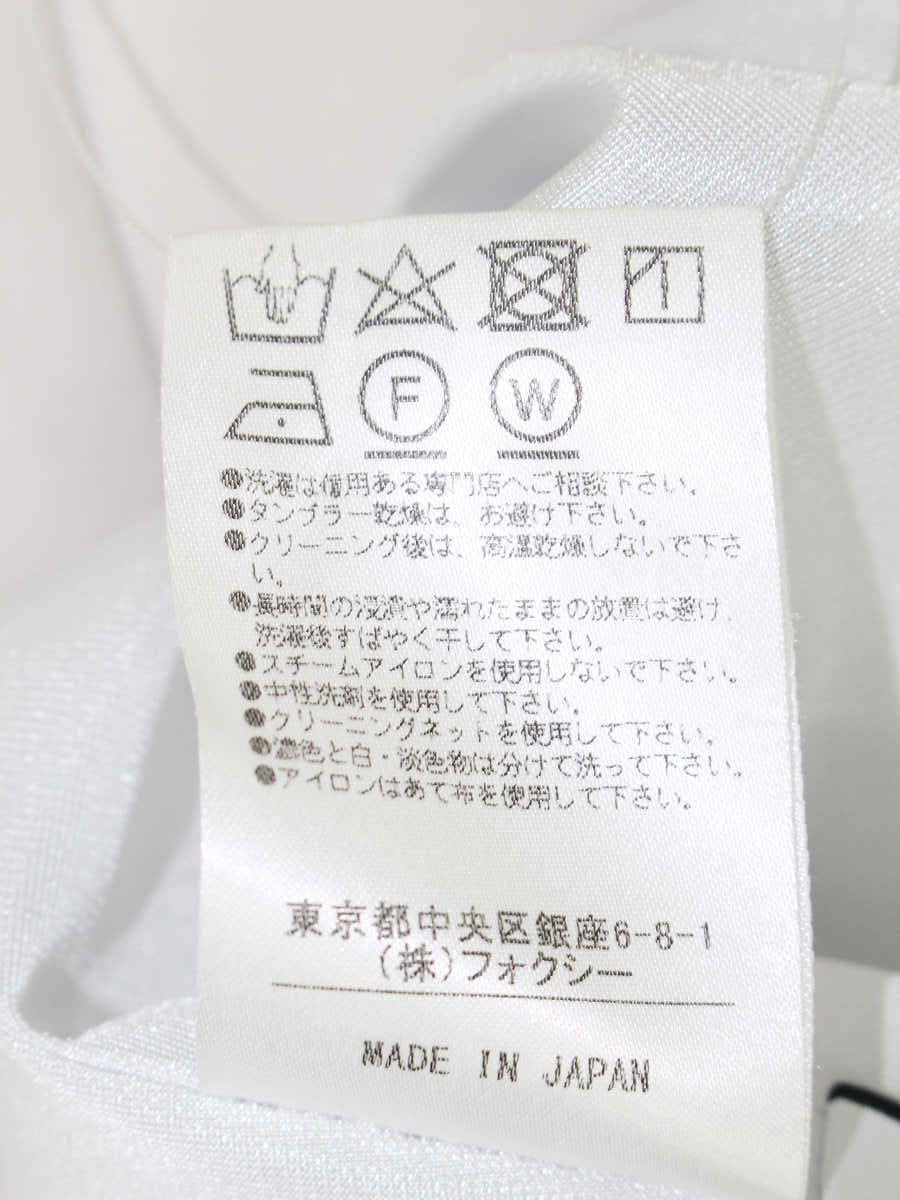 F W
●洗濯は信用ある専門店へご相談下さい。
●タンブラー乾燥は、お避け下さい。
●クリーニング後は、高温乾燥しないで下さ
い。
●長時間の浸漬や濡れたままの放置は避け、
洗濯後すばやく干して下さい。
●スチームアイロンを使用しないで下さい。
●中性洗剤を使用して下さい。
●クリーニングネットを使用して下さい。
●濃色と白・淡色物は分けて洗って下さい。
●アイロンはあて布を使用して下さい。
東京都中央区銀座6-8-1
(株)フォクシー
MADE IN JAPAN